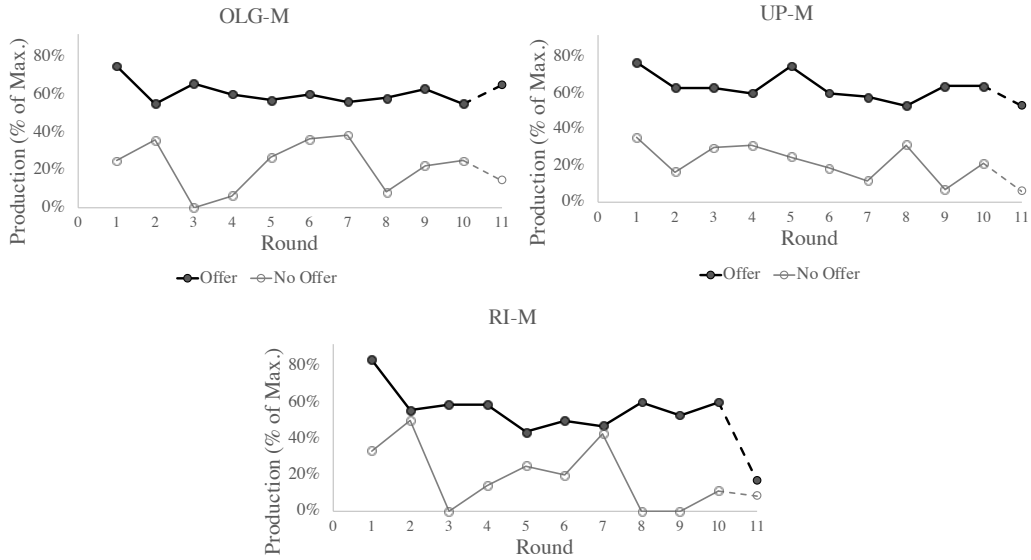 OLG-M
Production (% of Max.)
80%
60%
40%
20%
0%
0 1 2 3 4 5 6 7 8 9 10 11
Round
Offer No Offer
UP-M
Production (% of Max.)
80%
60%
40%
20%
0%
0 1 2 3 4 5 6 7 8 9 10 11
Round
Offer No Offer
RI-M
Production (% of Max.)
80%
60%
40%
20%
0%
0 1 2 3 4 5 6 7 8 9 10 11
Round